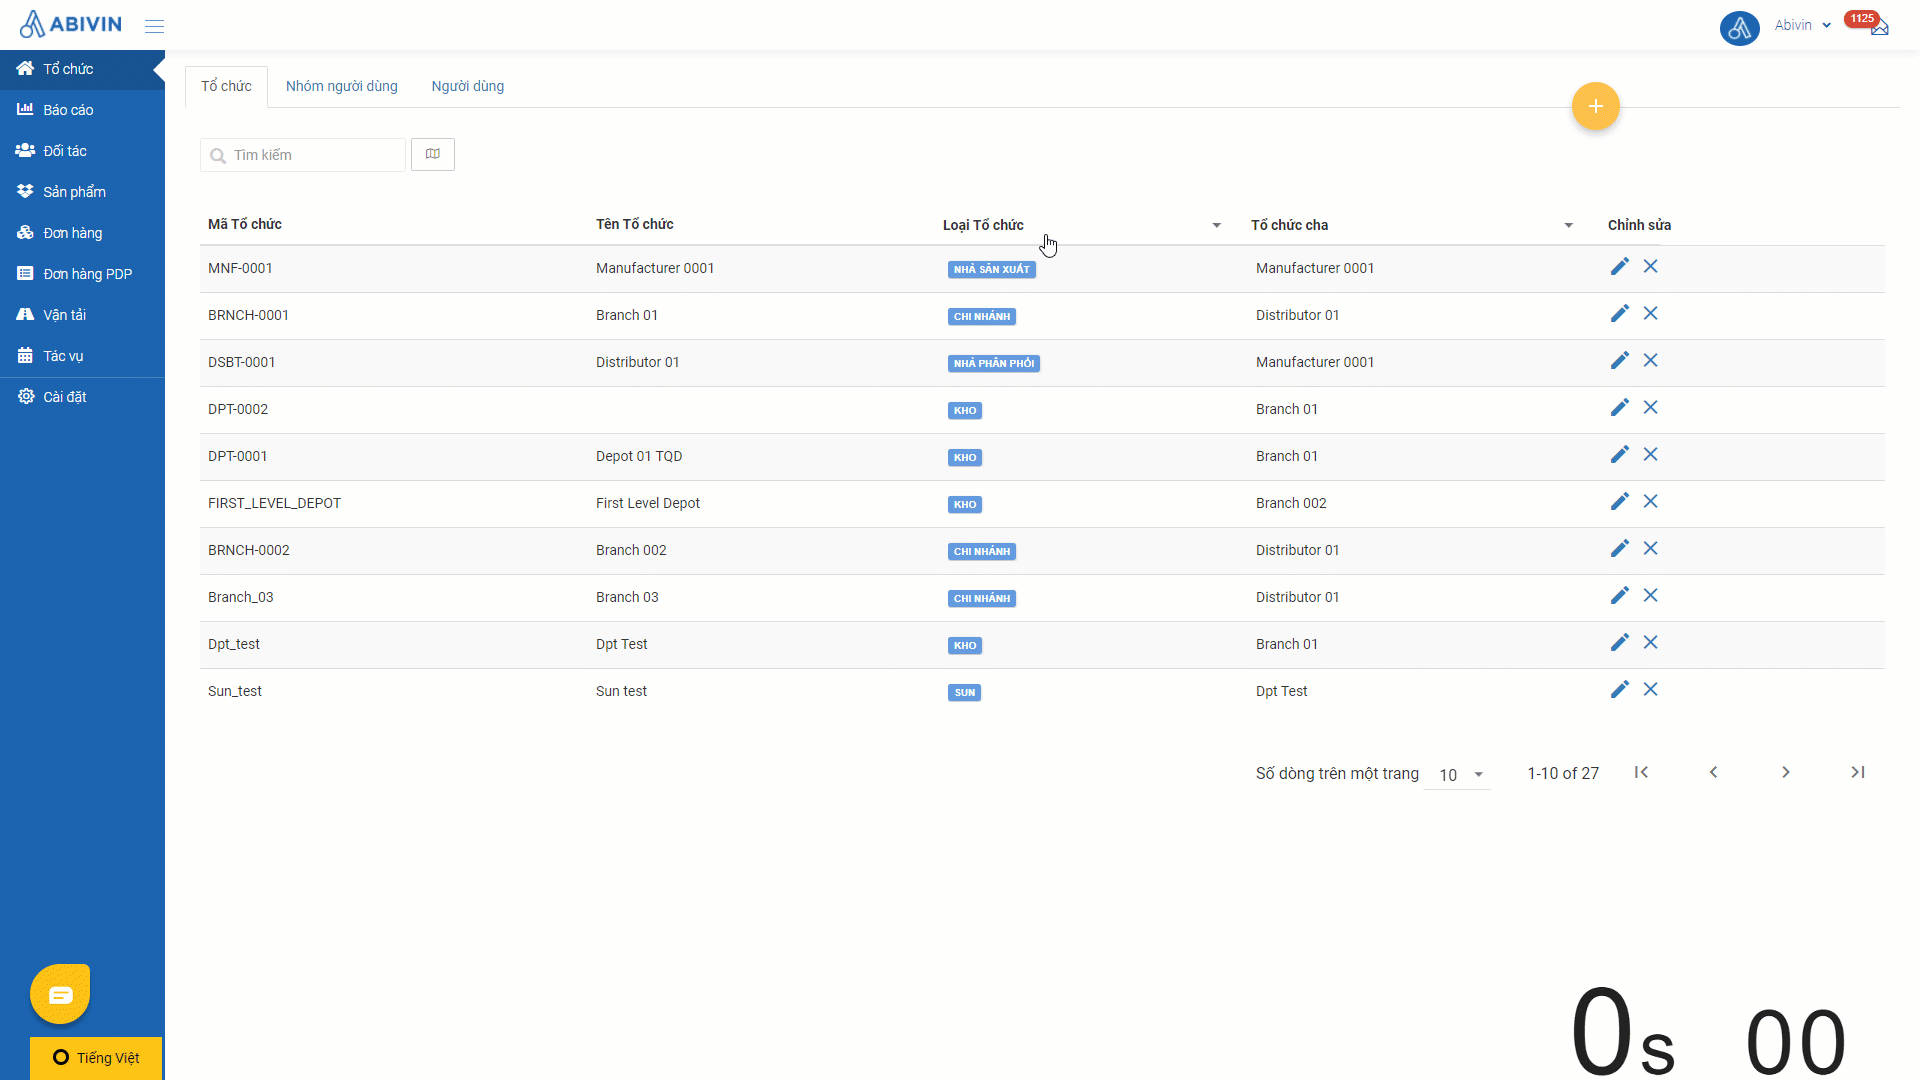 ABIVIN
Abivin
1125
Tổ chức
Báo cáo
Đối tác
Sản phẩm
Đơn hàng
Đơn hàng PDP
Vận tải
Tác vụ
Cài đặt
Tổ chức Nhóm người dùng Người dùng
+
Tìm kiếm
Mã Tổ chức Tên Tổ chức Loại Tổ chức Tổ chức cha Chỉnh sửa
MNF-0001 Manufacturer 0001 NHÀ SẢN XUẤT Manufacturer 0001
BRNCH-0001 Branch 01 CHI NHÁNH Distributor 01
DSBT-0001 Distributor 01 NHÀ PHÂN PHỐI Manufacturer 0001
DPT-0002 KHO Branch 01
DPT-0001 Depot 01 TQD KHO Branch 01
FIRST_LEVEL_DEPOT First Level Depot KHO Branch 002
BRNCH-0002 Branch 002 CHI NHÁNH Distributor 01
Branch_03 Branch 03 CHI NHÁNH Distributor 01
Dpt_test Dpt Test KHO Branch 01
Sun_test Sun test SUN Dpt Test
Số dòng trên một trang 10 1-10 of 27
Tiếng Việt
0s 00